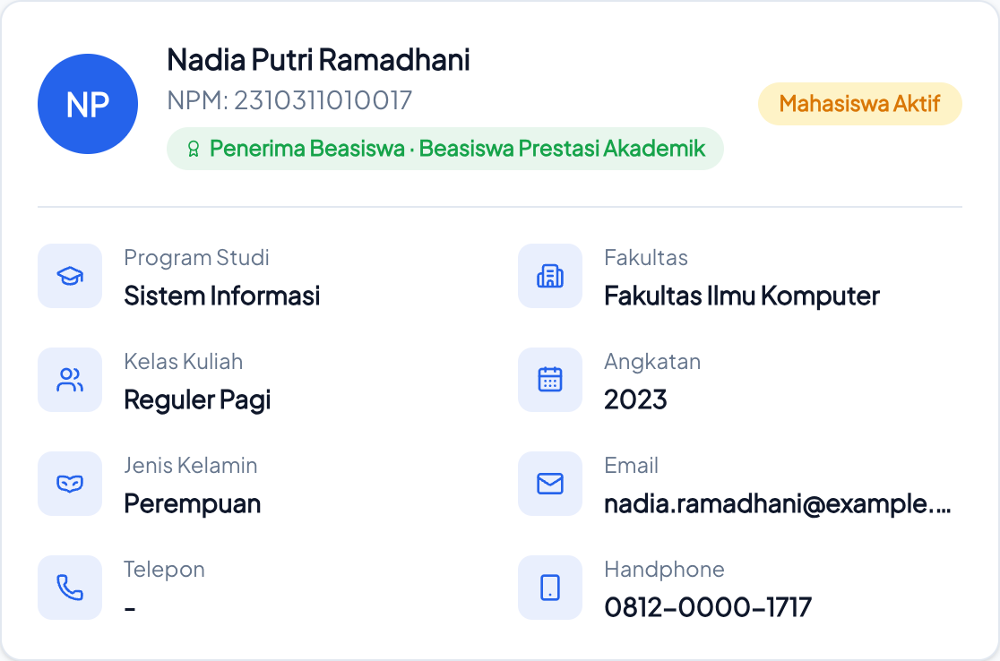 NP
Nadia Putri Ramadhani
NPM: 2310311010017
Penerima Beasiswa · Beasiswa Prestasi Akademik
Mahasiswa Aktif
Program Studi
Sistem Informasi
Fakultas
Fakultas Ilmu Komputer
Kelas Kuliah
Reguler Pagi
Angkatan
2023
Jenis Kelamin
Perempuan
Email
nadia.ramadhani@example.…
Telepon
-
Handphone
0812-0000-1717